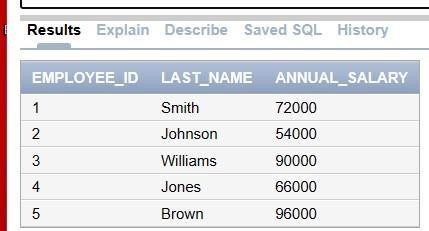 Results Explain Describe Saved SQL History
EMPLOYEE_ID LAST_NAME ANNUAL_SALARY
1 Smith 72000
2 Johnson 54000
3 Williams 90000
4 Jones 66000
5 Brown 96000